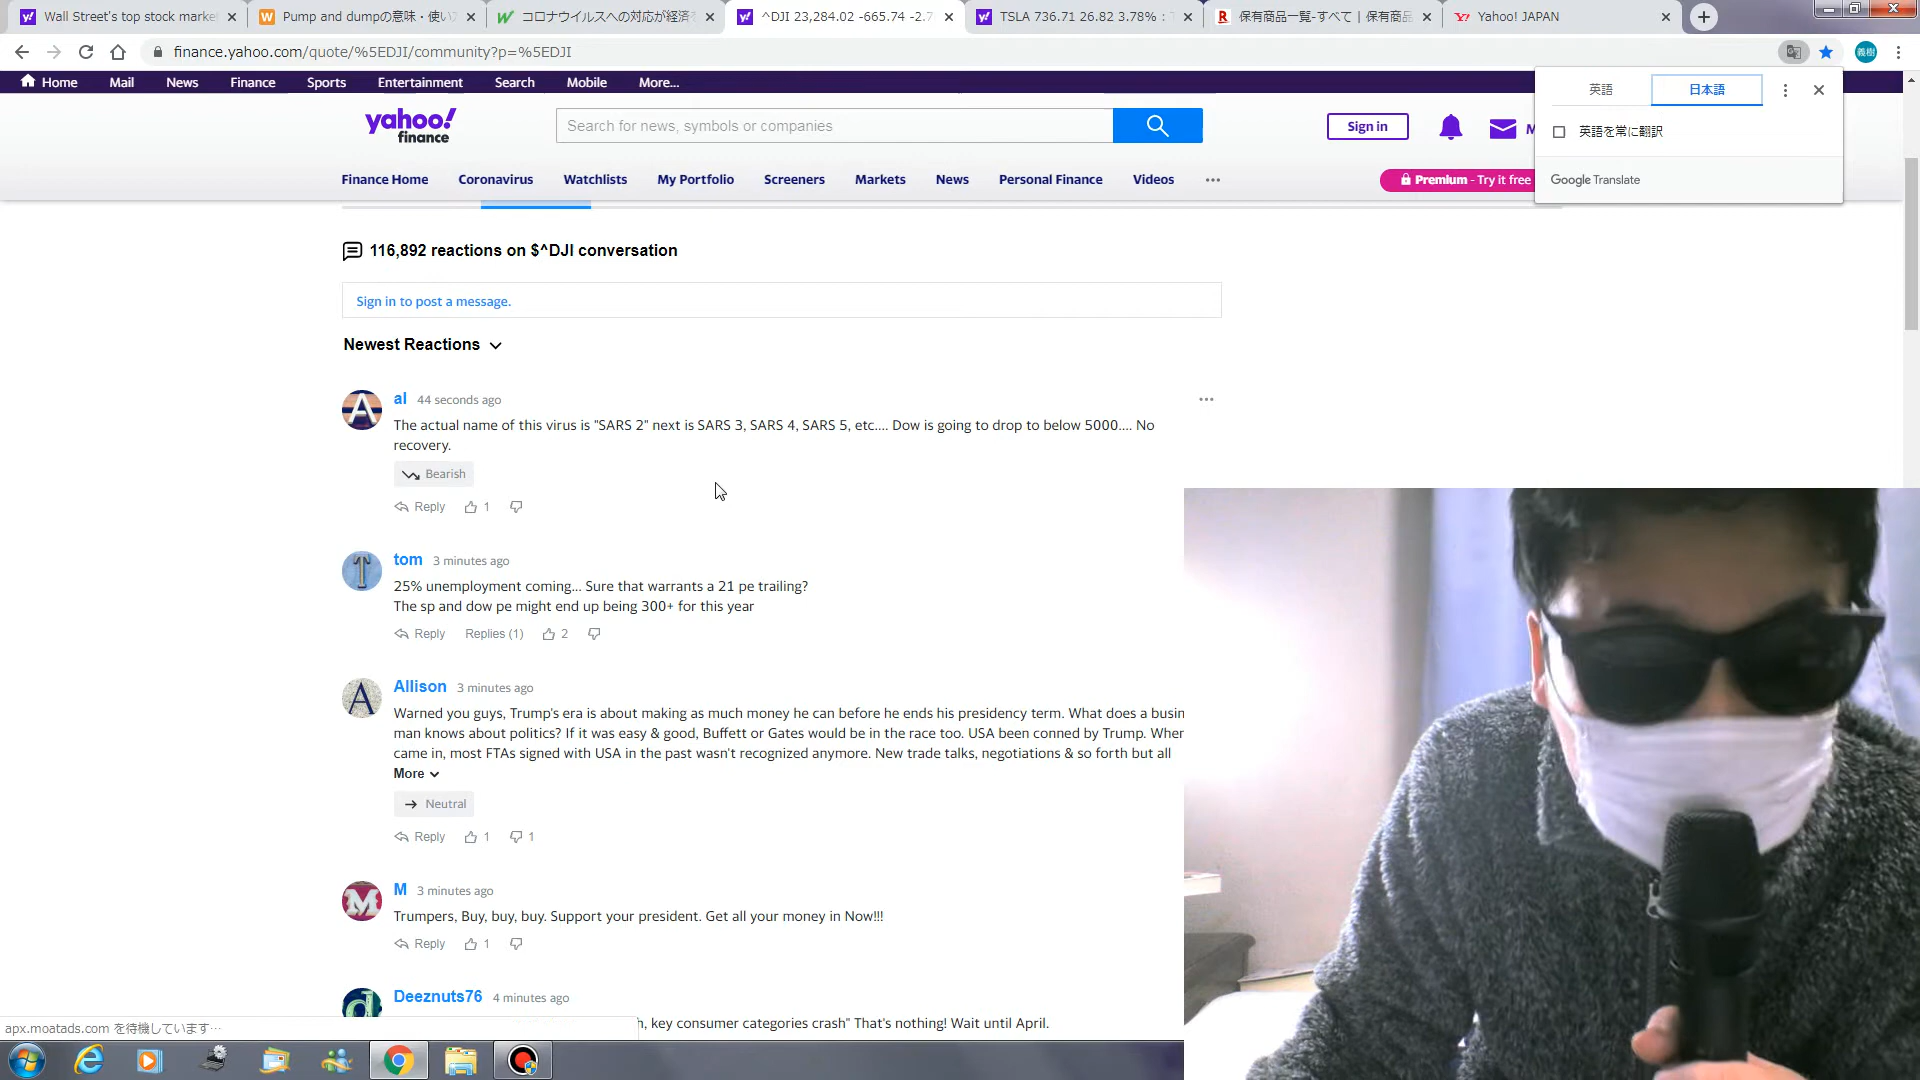 Wall Street's top stock marke
Pump and dumpの意味・使い
コロナウイルスへの対応が経済
^DJI 23,284.02 -665.74 -2.7
TSLA 736.71 26.82 3.78% :
保有商品一覧-すべて | 保有商品
Yahoo! JAPAN
finance.yahoo.com/quote/%5EDJI/community?p=%5EDJI
Home Mail News Finance Sports Entertainment Search Mobile More...
英語 日本語
英語を常に翻訳
Google Translate
yahoo!
finance
Search for news, symbols or companies
Sign in
M
Finance Home Coronavirus Watchlists My Portfolio Screeners Markets News Personal Finance Videos
Premium - Try it free
116,892 reactions on $^DJI conversation
Sign in to post a message.
Newest Reactions
al 44 seconds ago
The actual name of this virus is "SARS 2" next is SARS 3, SARS 4, SARS 5, etc.... Dow is going to drop to below 5000.... No
recovery.
Bearish
Reply 1
tom 3 minutes ago
25% unemployment coming... Sure that warrants a 21 pe trailing?
The sp and dow pe might end up being 300+ for this year
Reply Replies (1) 2
Allison 3 minutes ago
Warned you guys, Trump's era is about making as much money he can before he ends his presidency term. What does a busin
man knows about politics? If it was easy & good, Buffett or Gates would be in the race too. USA been conned by Trump. Wher
came in, most FTAs signed with USA in the past wasn't recognized anymore. New trade talks, negotiations & so forth but all
More
Neutral
Reply 1 1
M 3 minutes ago
Trumpers, Buy, buy, buy. Support your president. Get all your money in Now!!!
Reply 1
Deeznuts76 4 minutes ago
h, key consumer categories crash" That's nothing! Wait until April.
apx.moatads.com を待機しています…